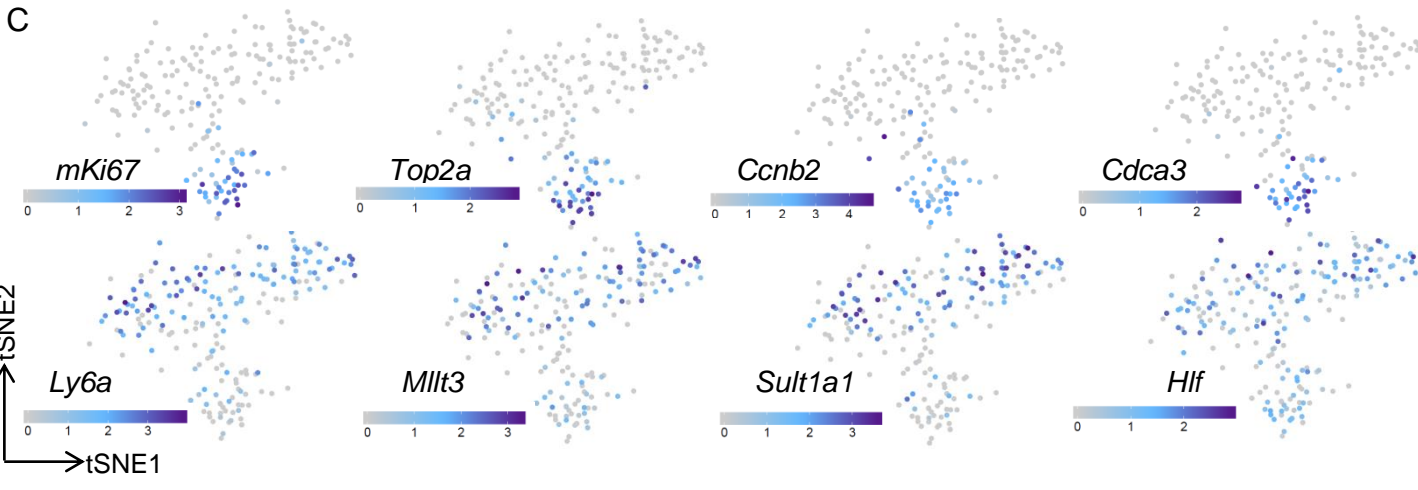 C
mKi67
0 1 2 3
Top2a
0 1 2
Ccnb2
0 1 2 3 4
Cdca3
0 1 2
Ly6a
0 1 2 3
Mllt3
0 1 2 3
Sult1a1
0 1 2 3
Hlf
0 1 2
tSNE2
tSNE1